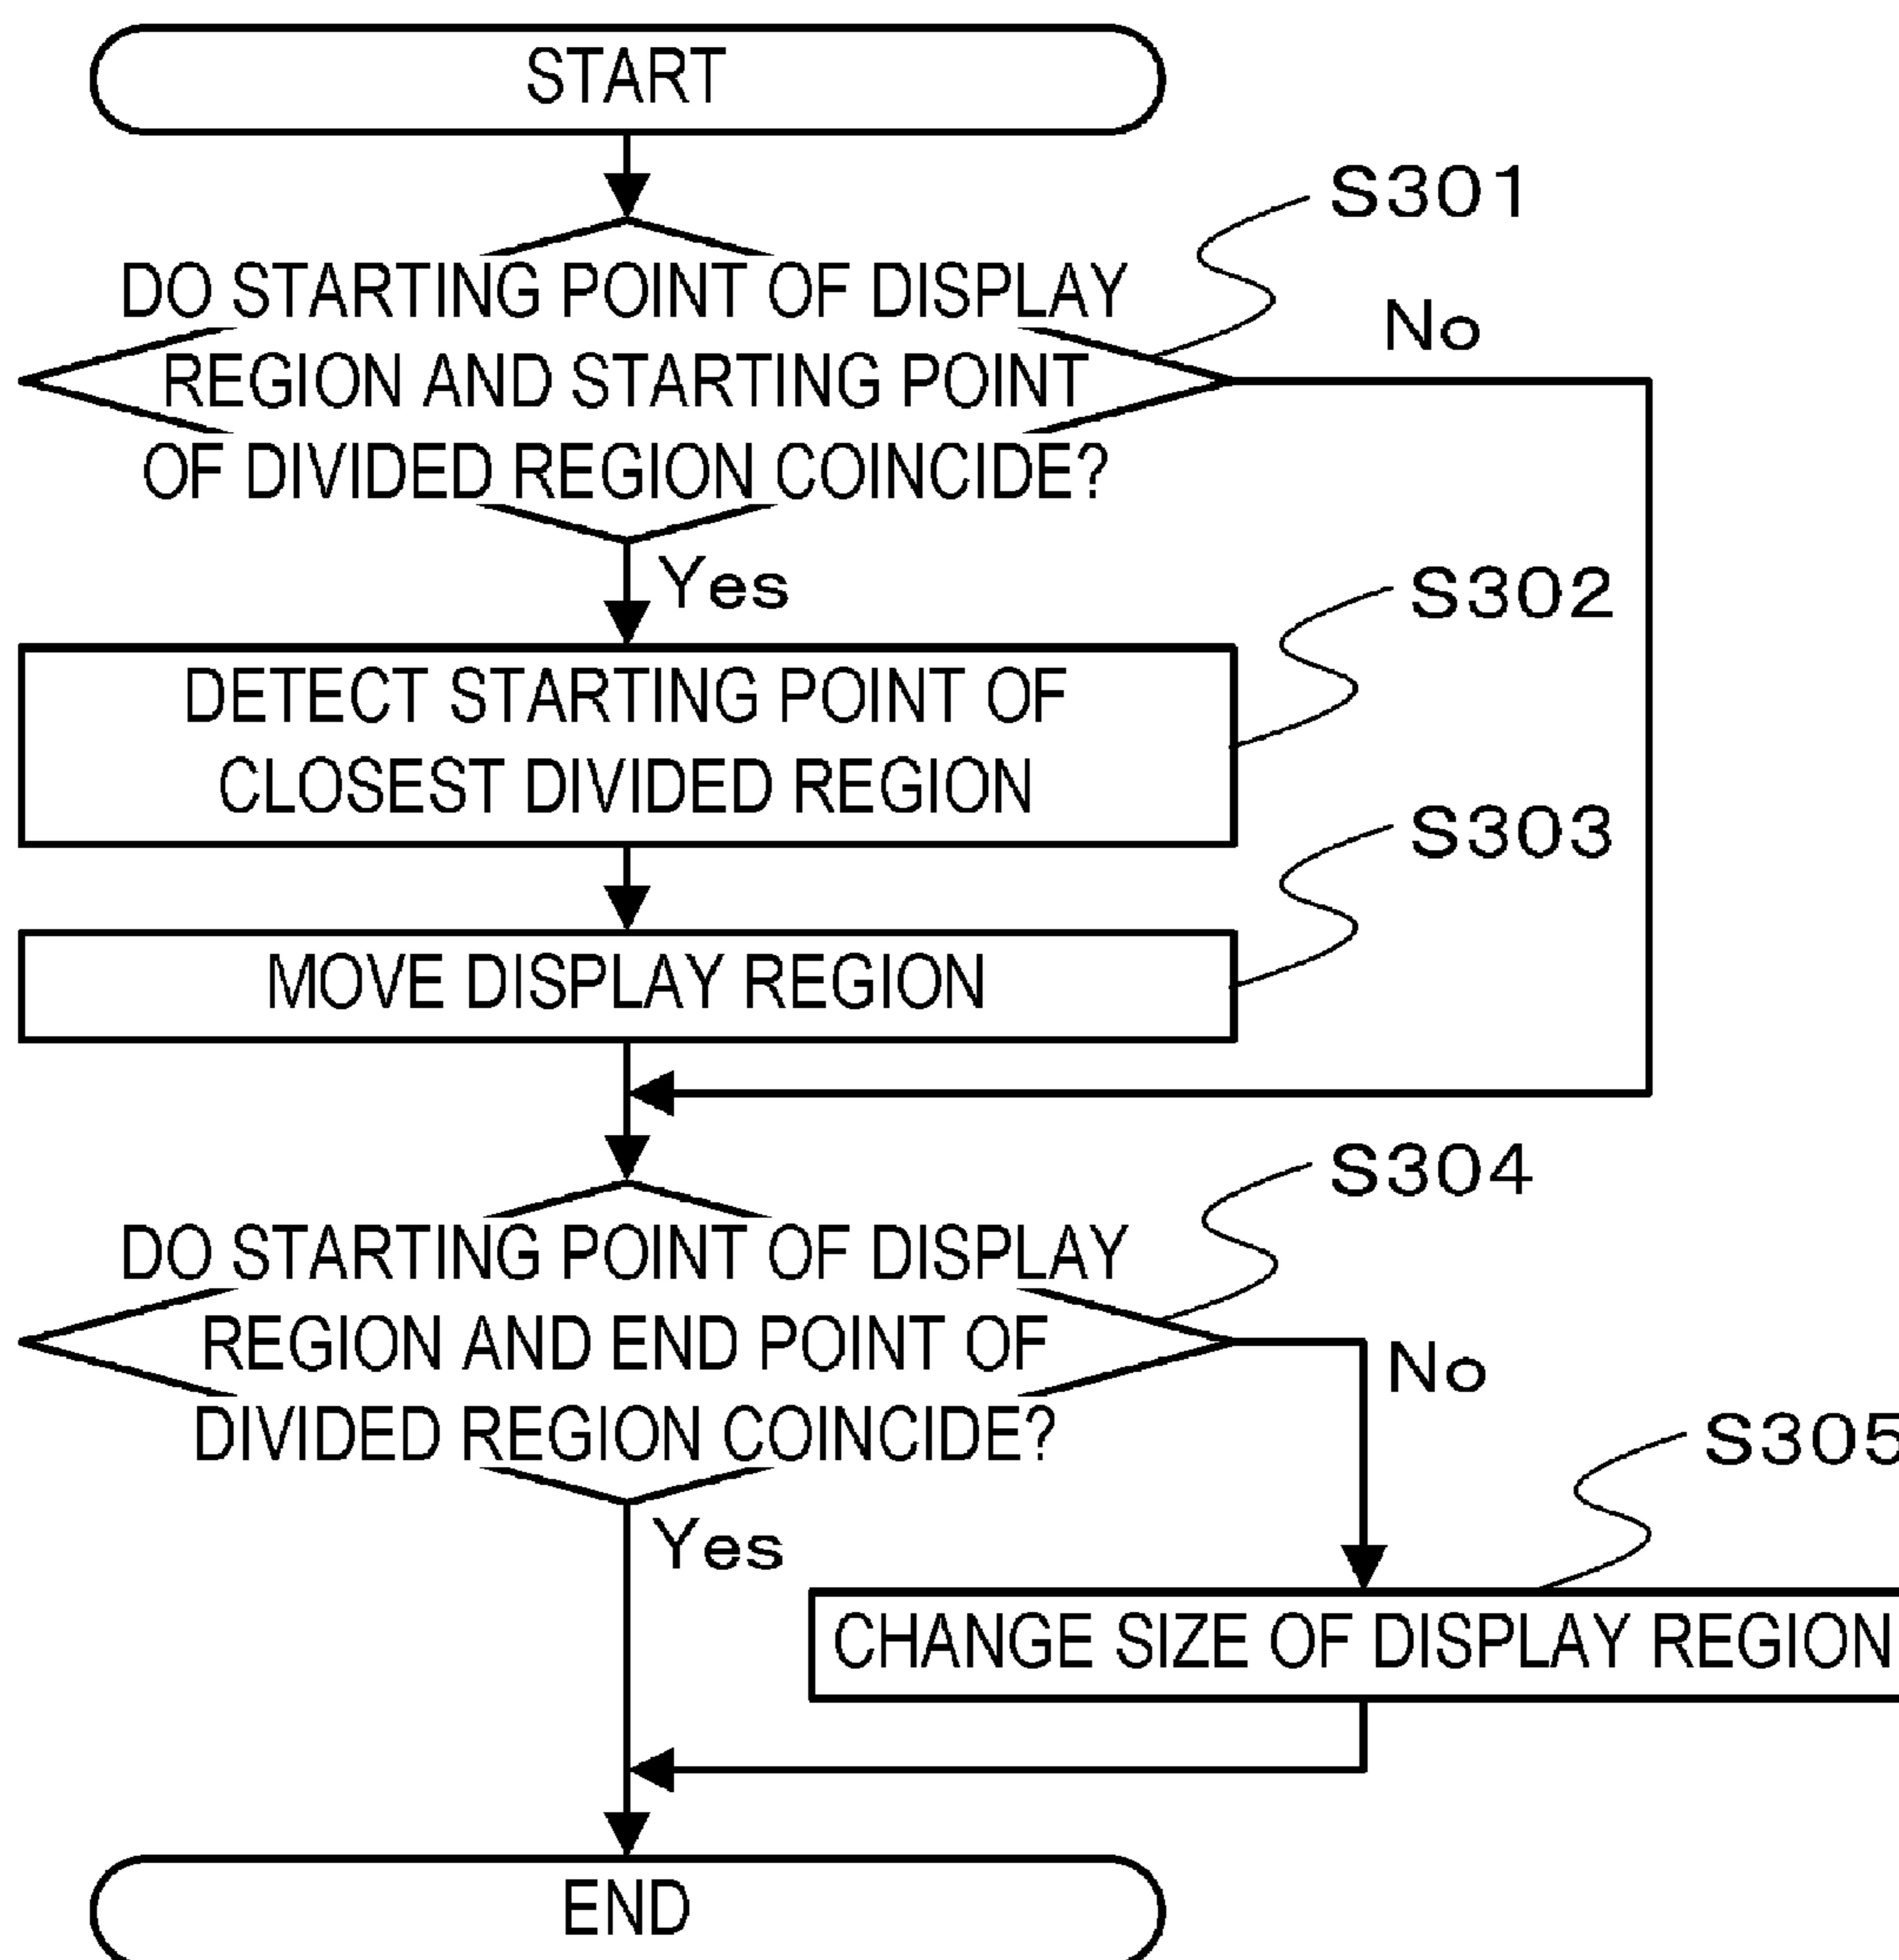 START
S301
DO STARTING POINT OF DISPLAY
REGION AND STARTING POINT
OF DIVIDED REGION COINCIDE?
No
Yes
S302
DETECT STARTING POINT OF
CLOSEST DIVIDED REGION
S303
MOVE DISPLAY REGION
S304
DO STARTING POINT OF DISPLAY
REGION AND END POINT OF
DIVIDED REGION COINCIDE?
No
Yes
S305
CHANGE SIZE OF DISPLAY REGION
END